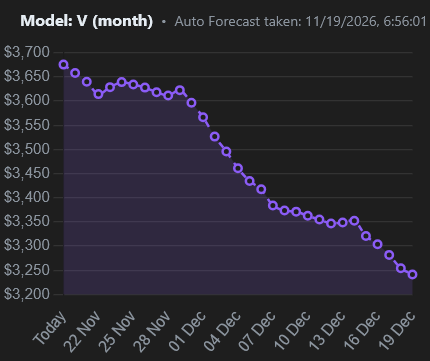 Model: V (month) • Auto Forecast taken: 11/19/2026, 6:56:01
$3,700
$3,650
$3,600
$3,550
$3,500
$3,450
$3,400
$3,350
$3,300
$3,250
$3,200
Today
22 Nov
25 Nov
28 Nov
01 Dec
04 Dec
07 Dec
10 Dec
13 Dec
16 Dec
19 Dec